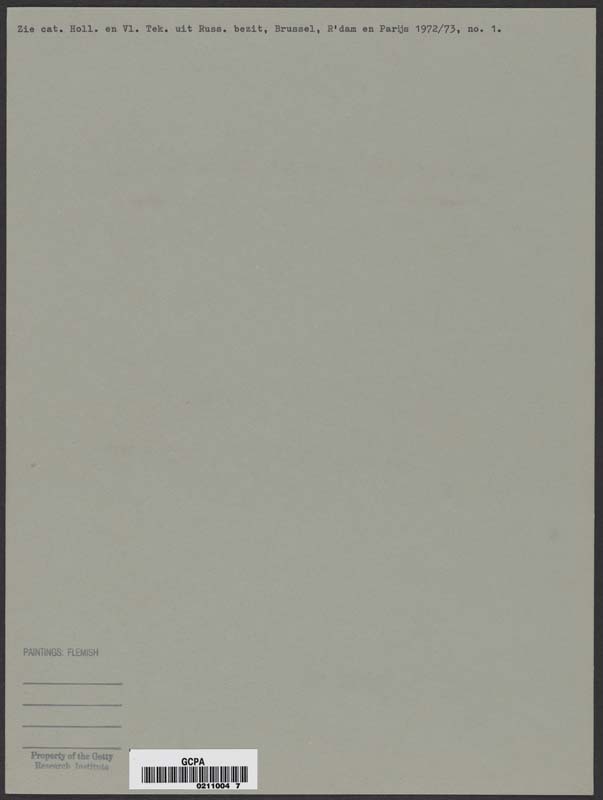 Zie cat. Holl. en Vl. Tek. uit Russ. bezit, Brussel, R'dam en Parijs 1972/73, no. 1.
PAINTINGS: FLEMISH
Property of the Getty
Research Institute
GCPA
0211004 7